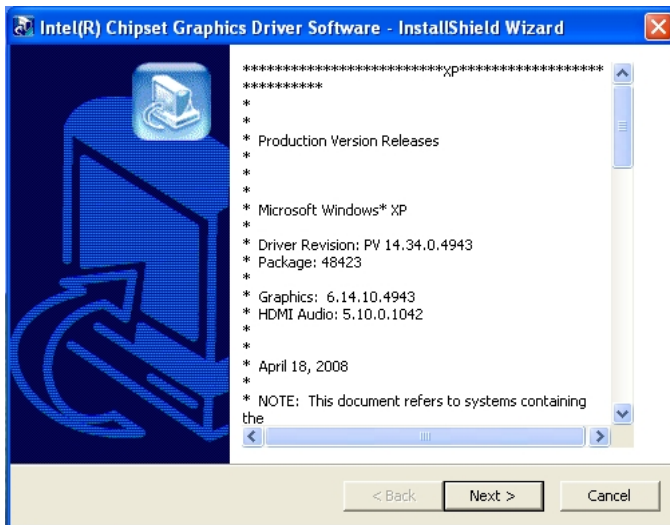 Intel(R) Chipset Graphics Driver Software - InstallShield Wizard
*************************XP******************
**********
*
*
* Production Version Releases
*
*
*
* Microsoft Windows* XP
*
* Driver Revision: PV 14.34.0.4943
* Package: 48423
*
* Graphics: 6.14.10.4943
* HDMI Audio: 5.10.0.1042
*
*
* April 18, 2008
*
* NOTE: This document refers to systems containing
the
< Back
Next >
Cancel